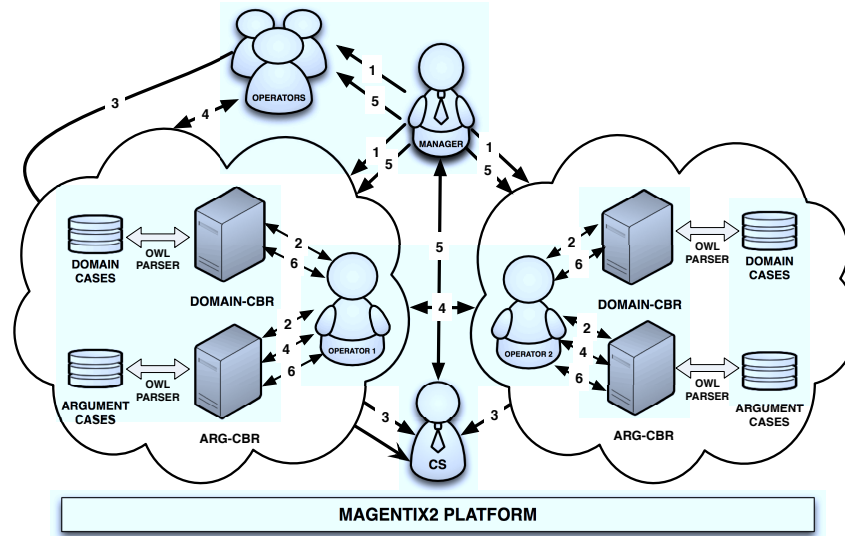 OPERATORS
1
5
3
4
MANAGER
1
5
1
5
DOMAIN
CASES
OWL
PARSER
DOMAIN-CBR
2
6
5
2
6
DOMAIN-CBR
OWL
PARSER
DOMAIN
CASES
OPERATOR 1
4
OPERATOR 2
2
4
6
2
4
6
ARGUMENT
CASES
OWL
PARSER
ARG-CBR
3
CS
3
ARG-CBR
OWL
PARSER
ARGUMENT
CASES
MAGENTIX2 PLATFORM